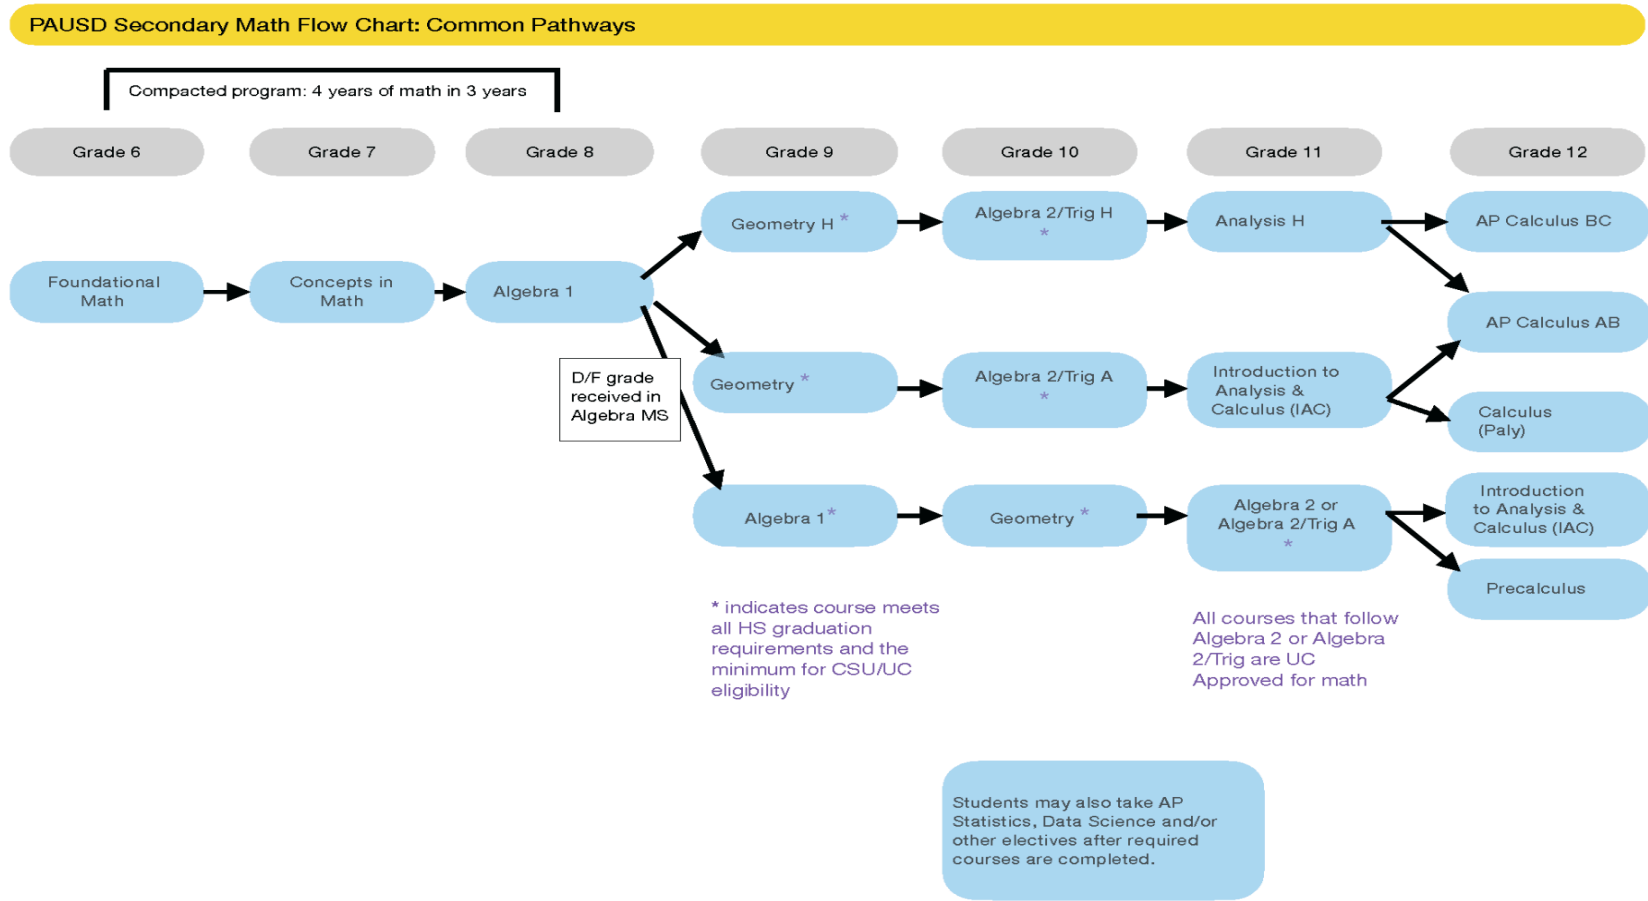 PAUSD Secondary Math Flow Chart: Common Pathways
Compacted program: 4 years of math in 3 years
Grade 6
Grade 7
Grade 8
Grade 9
Grade 10
Grade 11
Grade 12
Geometry H *
Algebra 2/Trig H
*
Analysis H
AP Calculus BC
Foundational
Math
Concepts in
Math
Algebra 1
AP Calculus AB
D/F grade
received in
Algebra MS
Geometry *
Algebra 2/Trig A
*
Introduction to
Analysis &
Calculus (IAC)
Calculus
(Paly)
Algebra 1*
Geometry *
Algebra 2 or
Algebra 2/Trig A
*
Introduction
to Analysis &
Calculus (IAC)
Precalculus
* indicates course meets
all HS graduation
requirements and the
minimum for CSU/UC
eligibility
All courses that follow
Algebra 2 or Algebra
2/Trig are UC
Approved for math
Students may also take AP
Statistics, Data Science and/or
other electives after required
courses are completed.